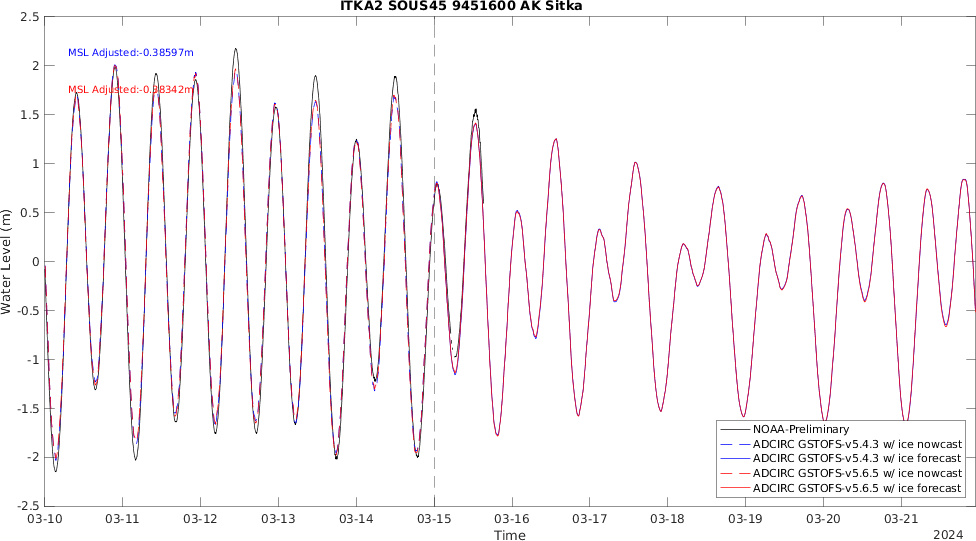 ITKA2 SOUS45 9451600 AK Sitka
2.5
MSL Adjusted:-0.38597m
2
MSL Adjusted:-0.38342m
1.5
1
0.5
Water Level (m)
0
-0.5
-1
-1.5
NOAA-Preliminary
ADCIRC GSTOFS-v5.4.3 w/ ice nowcast
-2
ADCIRC GSTOFS-v5.4.3 w/ ice forecast
ADCIRC GSTOFS-v5.6.5 w/ ice nowcast
ADCIRC GSTOFS-v5.6.5 w/ ice forecast
-2.5
03-10 03-11 03-12 03-13 03-14 03-15 03-16 03-17 03-18 03-19 03-20 03-21
Time
2024